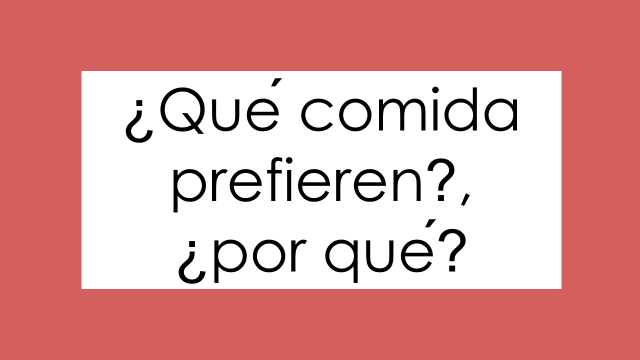 ¿Qué comida
prefieren?,
¿por qué?